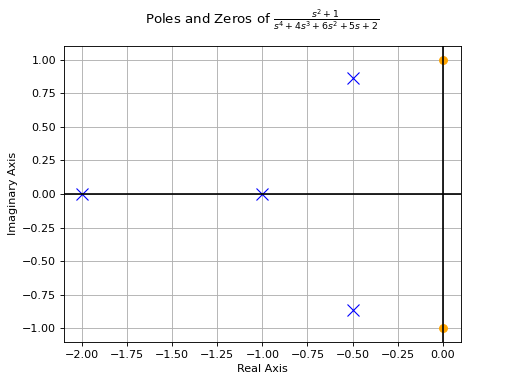 Poles and Zeros of $\frac{s^2+1}{s^4+4s^3+6s^2+5s+2}$
1.00
0.75
0.50
0.25
0.00
−0.25
−0.50
−0.75
−1.00
Imaginary Axis
−2.00 −1.75 −1.50 −1.25 −1.00 −0.75 −0.50 −0.25 0.00
Real Axis